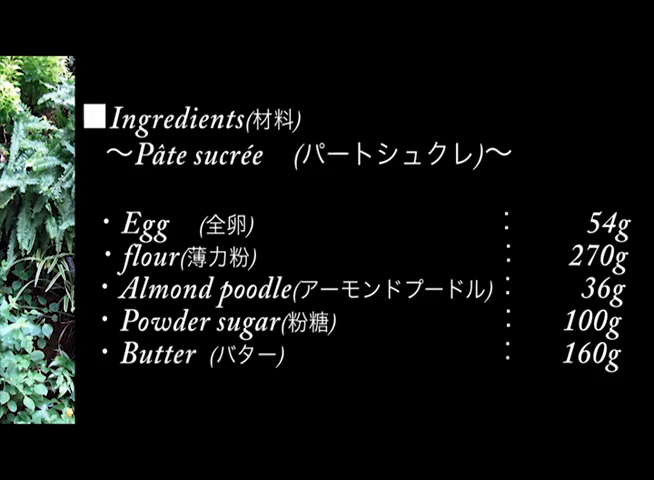 ■Ingredients(材料)
～Pâte sucrée (パートシュクレ)～
・Egg (全卵) : 54g
・flour(薄力粉) : 270g
・Almond poodle(アーモンドプードル) : 36g
・Powder sugar(粉糖) : 100g
・Butter (バター) : 160g